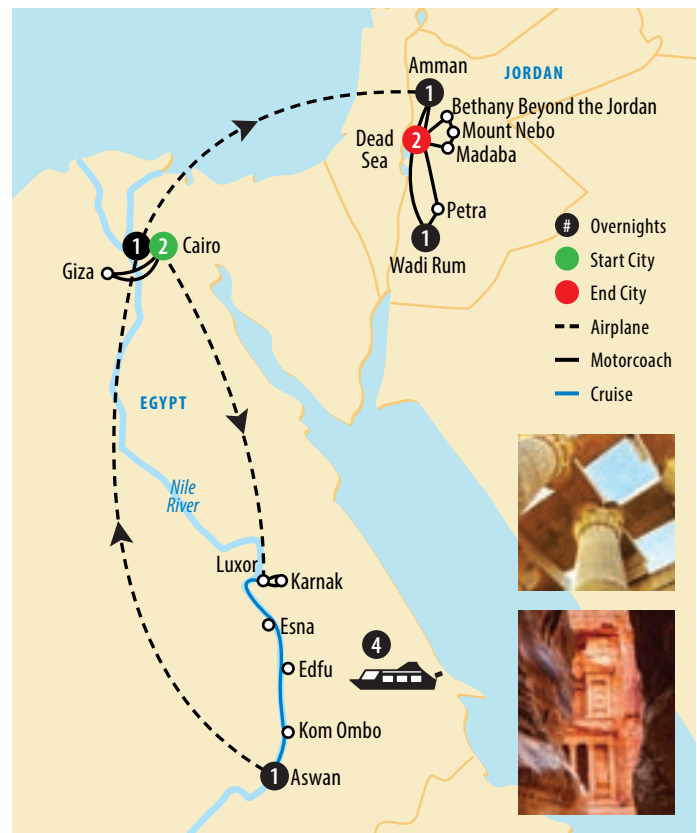 Amman
1
JORDAN
Bethany Beyond the Jordan
Mount Nebo
Madaba
Dead
Sea
2
Petra
1
Wadi Rum
1
2
Cairo
Giza
# Overnights
Start City
End City
Airplane
Motorcoach
Cruise
EGYPT
Nile
River
Luxor
Karnak
Esna
4
Edfu
Kom Ombo
1
Aswan